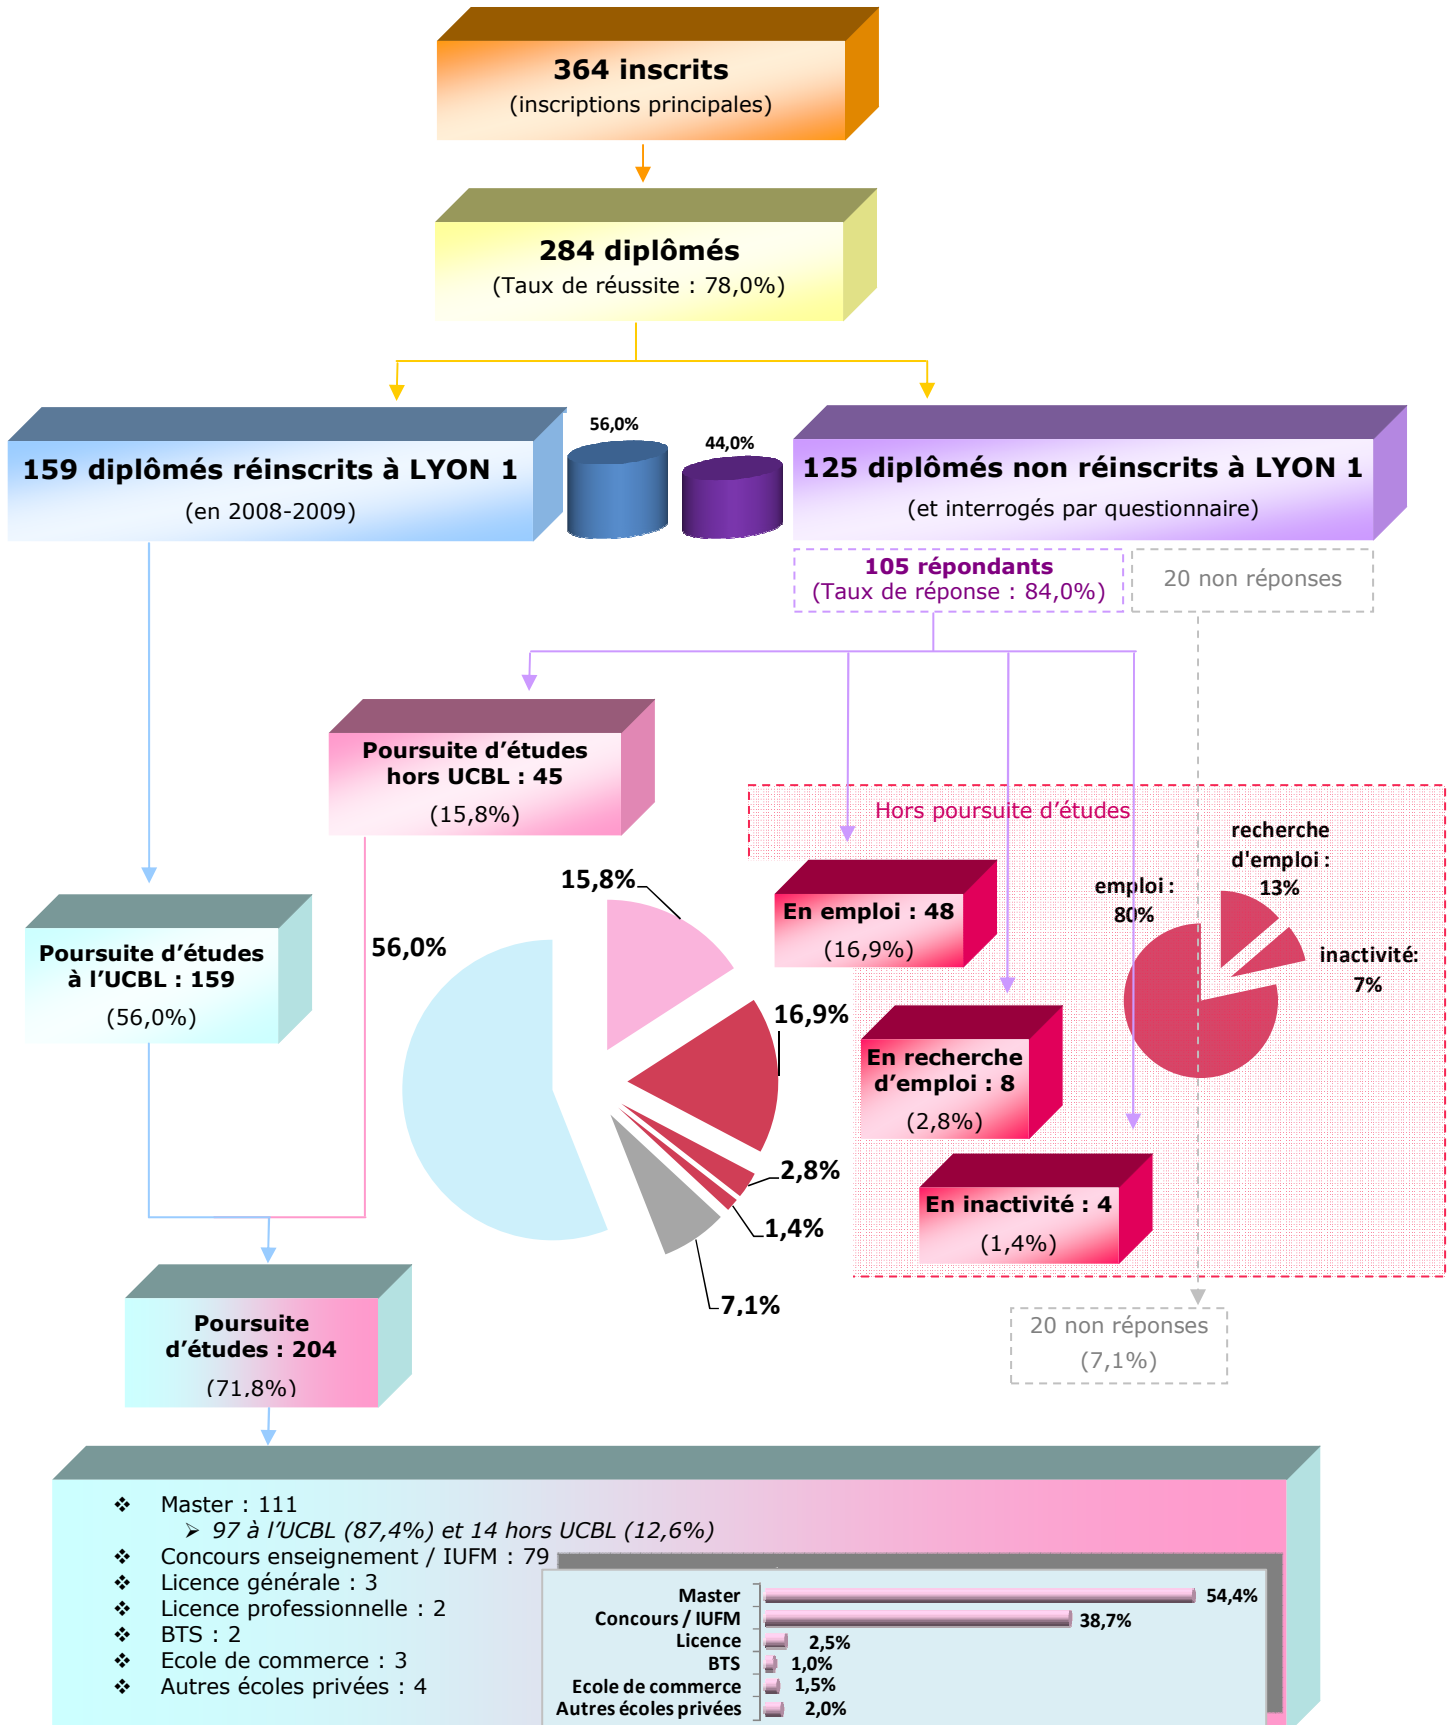 364 inscrits
(inscriptions principales)
284 diplômés
(Taux de réussite : 78,0%)
159 diplômés réinscrits à LYON 1
(en 2008-2009)
56,0%
44,0%
125 diplômés non réinscrits à LYON 1
(et interrogés par questionnaire)
105 répondants
(Taux de réponse : 84,0%)
20 non réponses
Poursuite d’études
hors UCBL : 45
(15,8%)
Poursuite d’études
à l’UCBL : 159
(56,0%)
Hors poursuite d’études
En emploi : 48
(16,9%)
En recherche
d’emploi : 8
(2,8%)
En inactivité : 4
(1,4%)
recherche
d'emploi :
13%
emploi :
80%
inactivité:
7%
15,8%
56,0%
16,9%
2,8%
1,4%
7,1%
20 non réponses
(7,1%)
Poursuite
d’études : 204
(71,8%)
❖ Master : 111
➢ 97 à l’UCBL (87,4%) et 14 hors UCBL (12,6%)
❖ Concours enseignement / IUFM : 79
❖ Licence générale : 3
❖ Licence professionnelle : 2
❖ BTS : 2
❖ Ecole de commerce : 3
❖ Autres écoles privées : 4
Master 54,4%
Concours / IUFM 38,7%
Licence 2,5%
BTS 1,0%
Ecole de commerce 1,5%
Autres écoles privées 2,0%